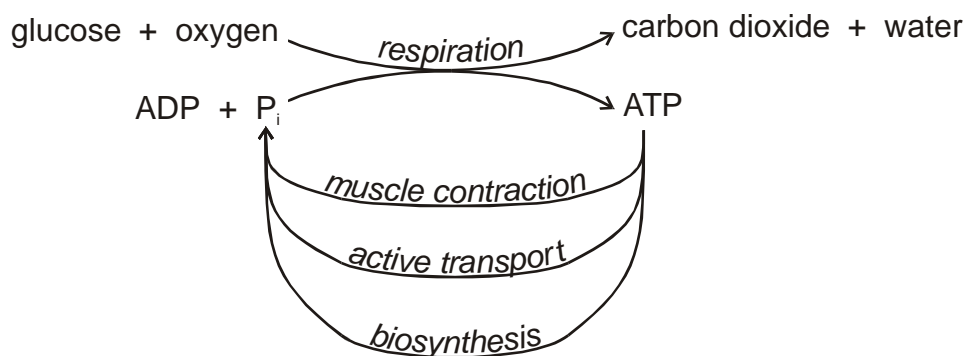 glucose + oxygen
respiration
carbon dioxide + water
ADP + Pi
ATP
muscle contraction
active transport
biosynthesis